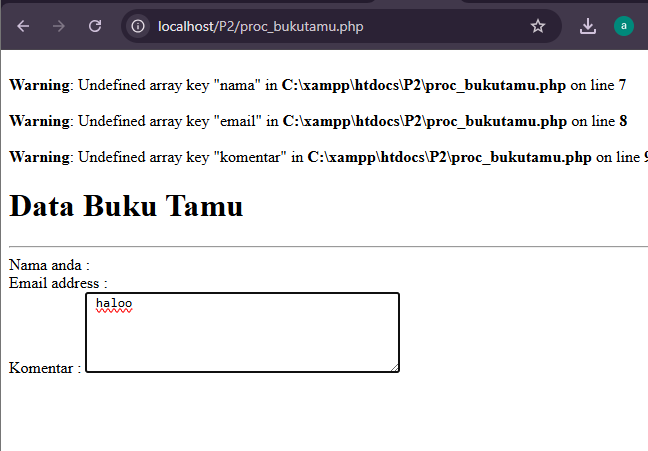 localhost/P2/proc_bukutamu.php
a
Warning: Undefined array key "nama" in C:\xampp\htdocs\P2\proc_bukutamu.php on line 7
Warning: Undefined array key "email" in C:\xampp\htdocs\P2\proc_bukutamu.php on line 8
Warning: Undefined array key "komentar" in C:\xampp\htdocs\P2\proc_bukutamu.php on line 9
Data Buku Tamu
Nama anda :
Email address :
haloo
Komentar :